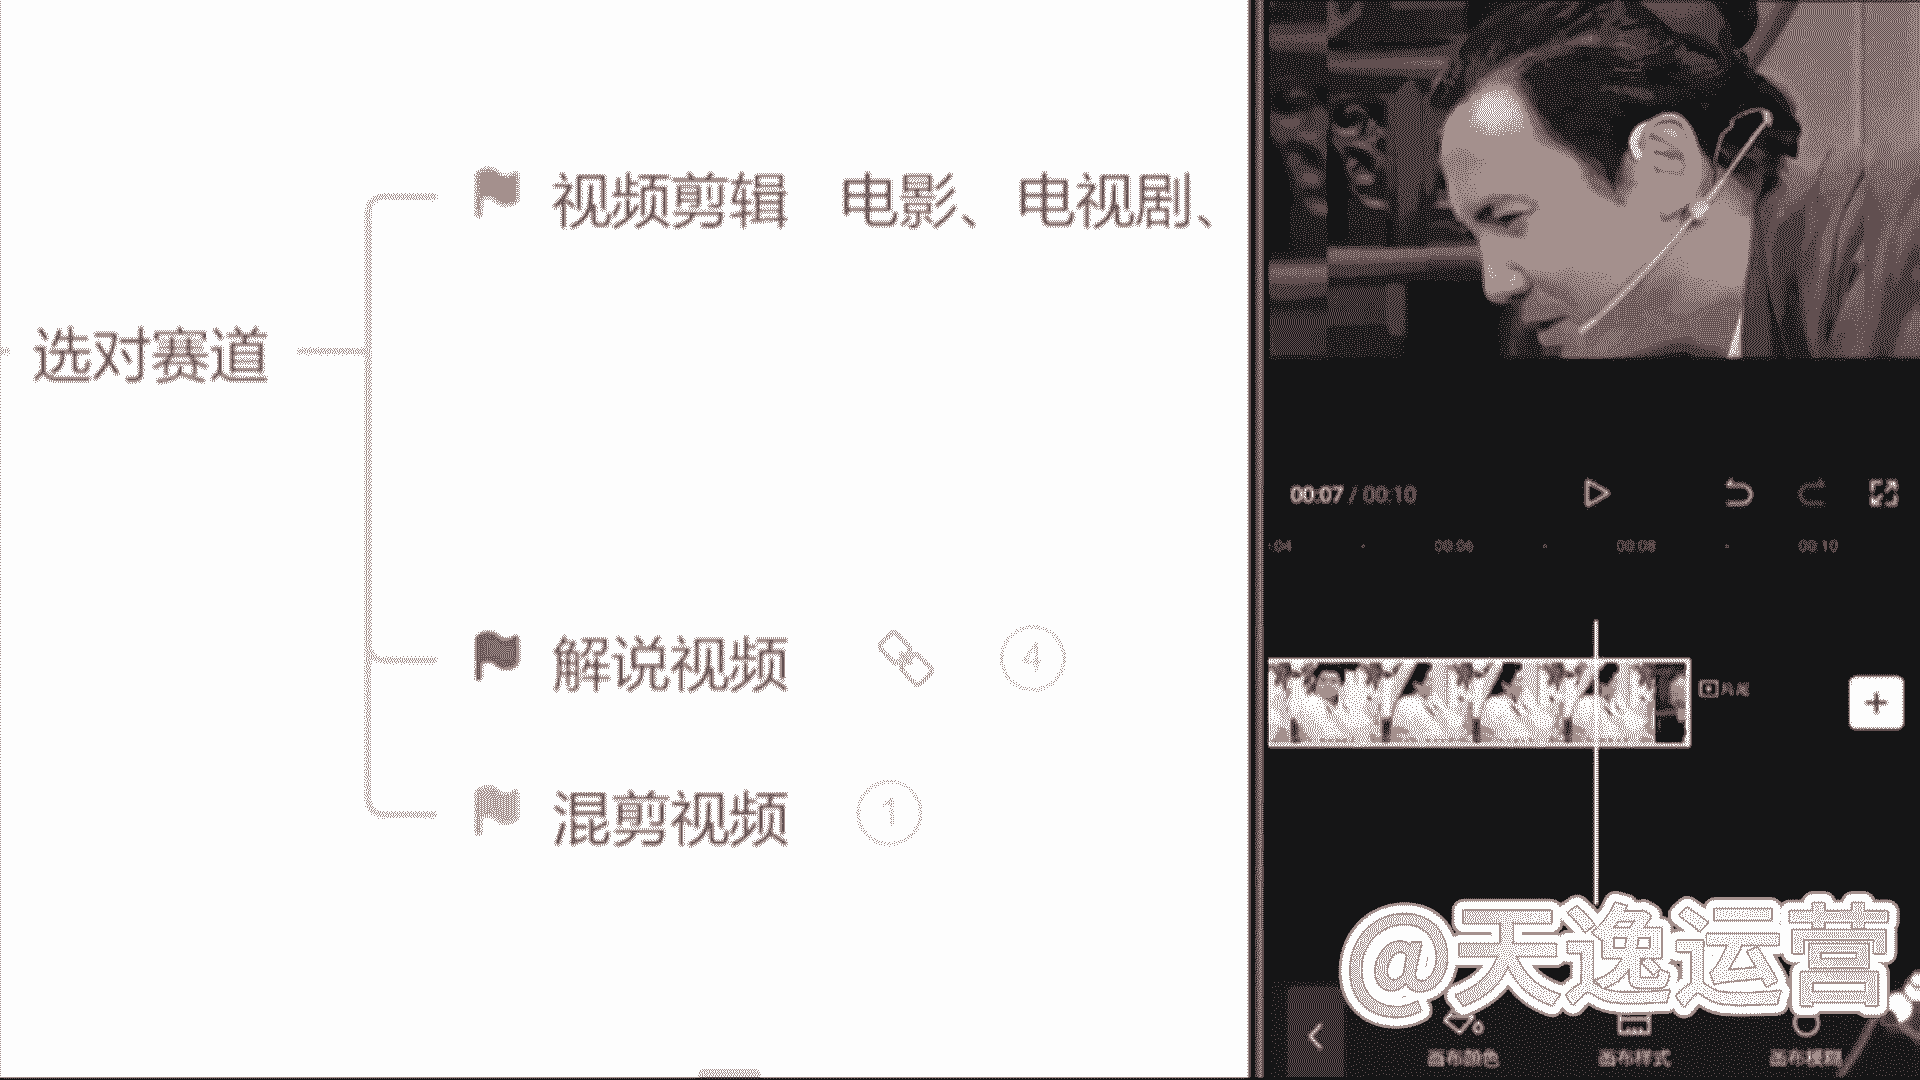 视频剪辑 电影、电视剧、
选对赛道
解说视频 4
混剪视频 1
00:07 / 00:10
:04 00:06 00:08 00:10
片尾
@天逸运营
画布颜色 画布样式 画布模糊